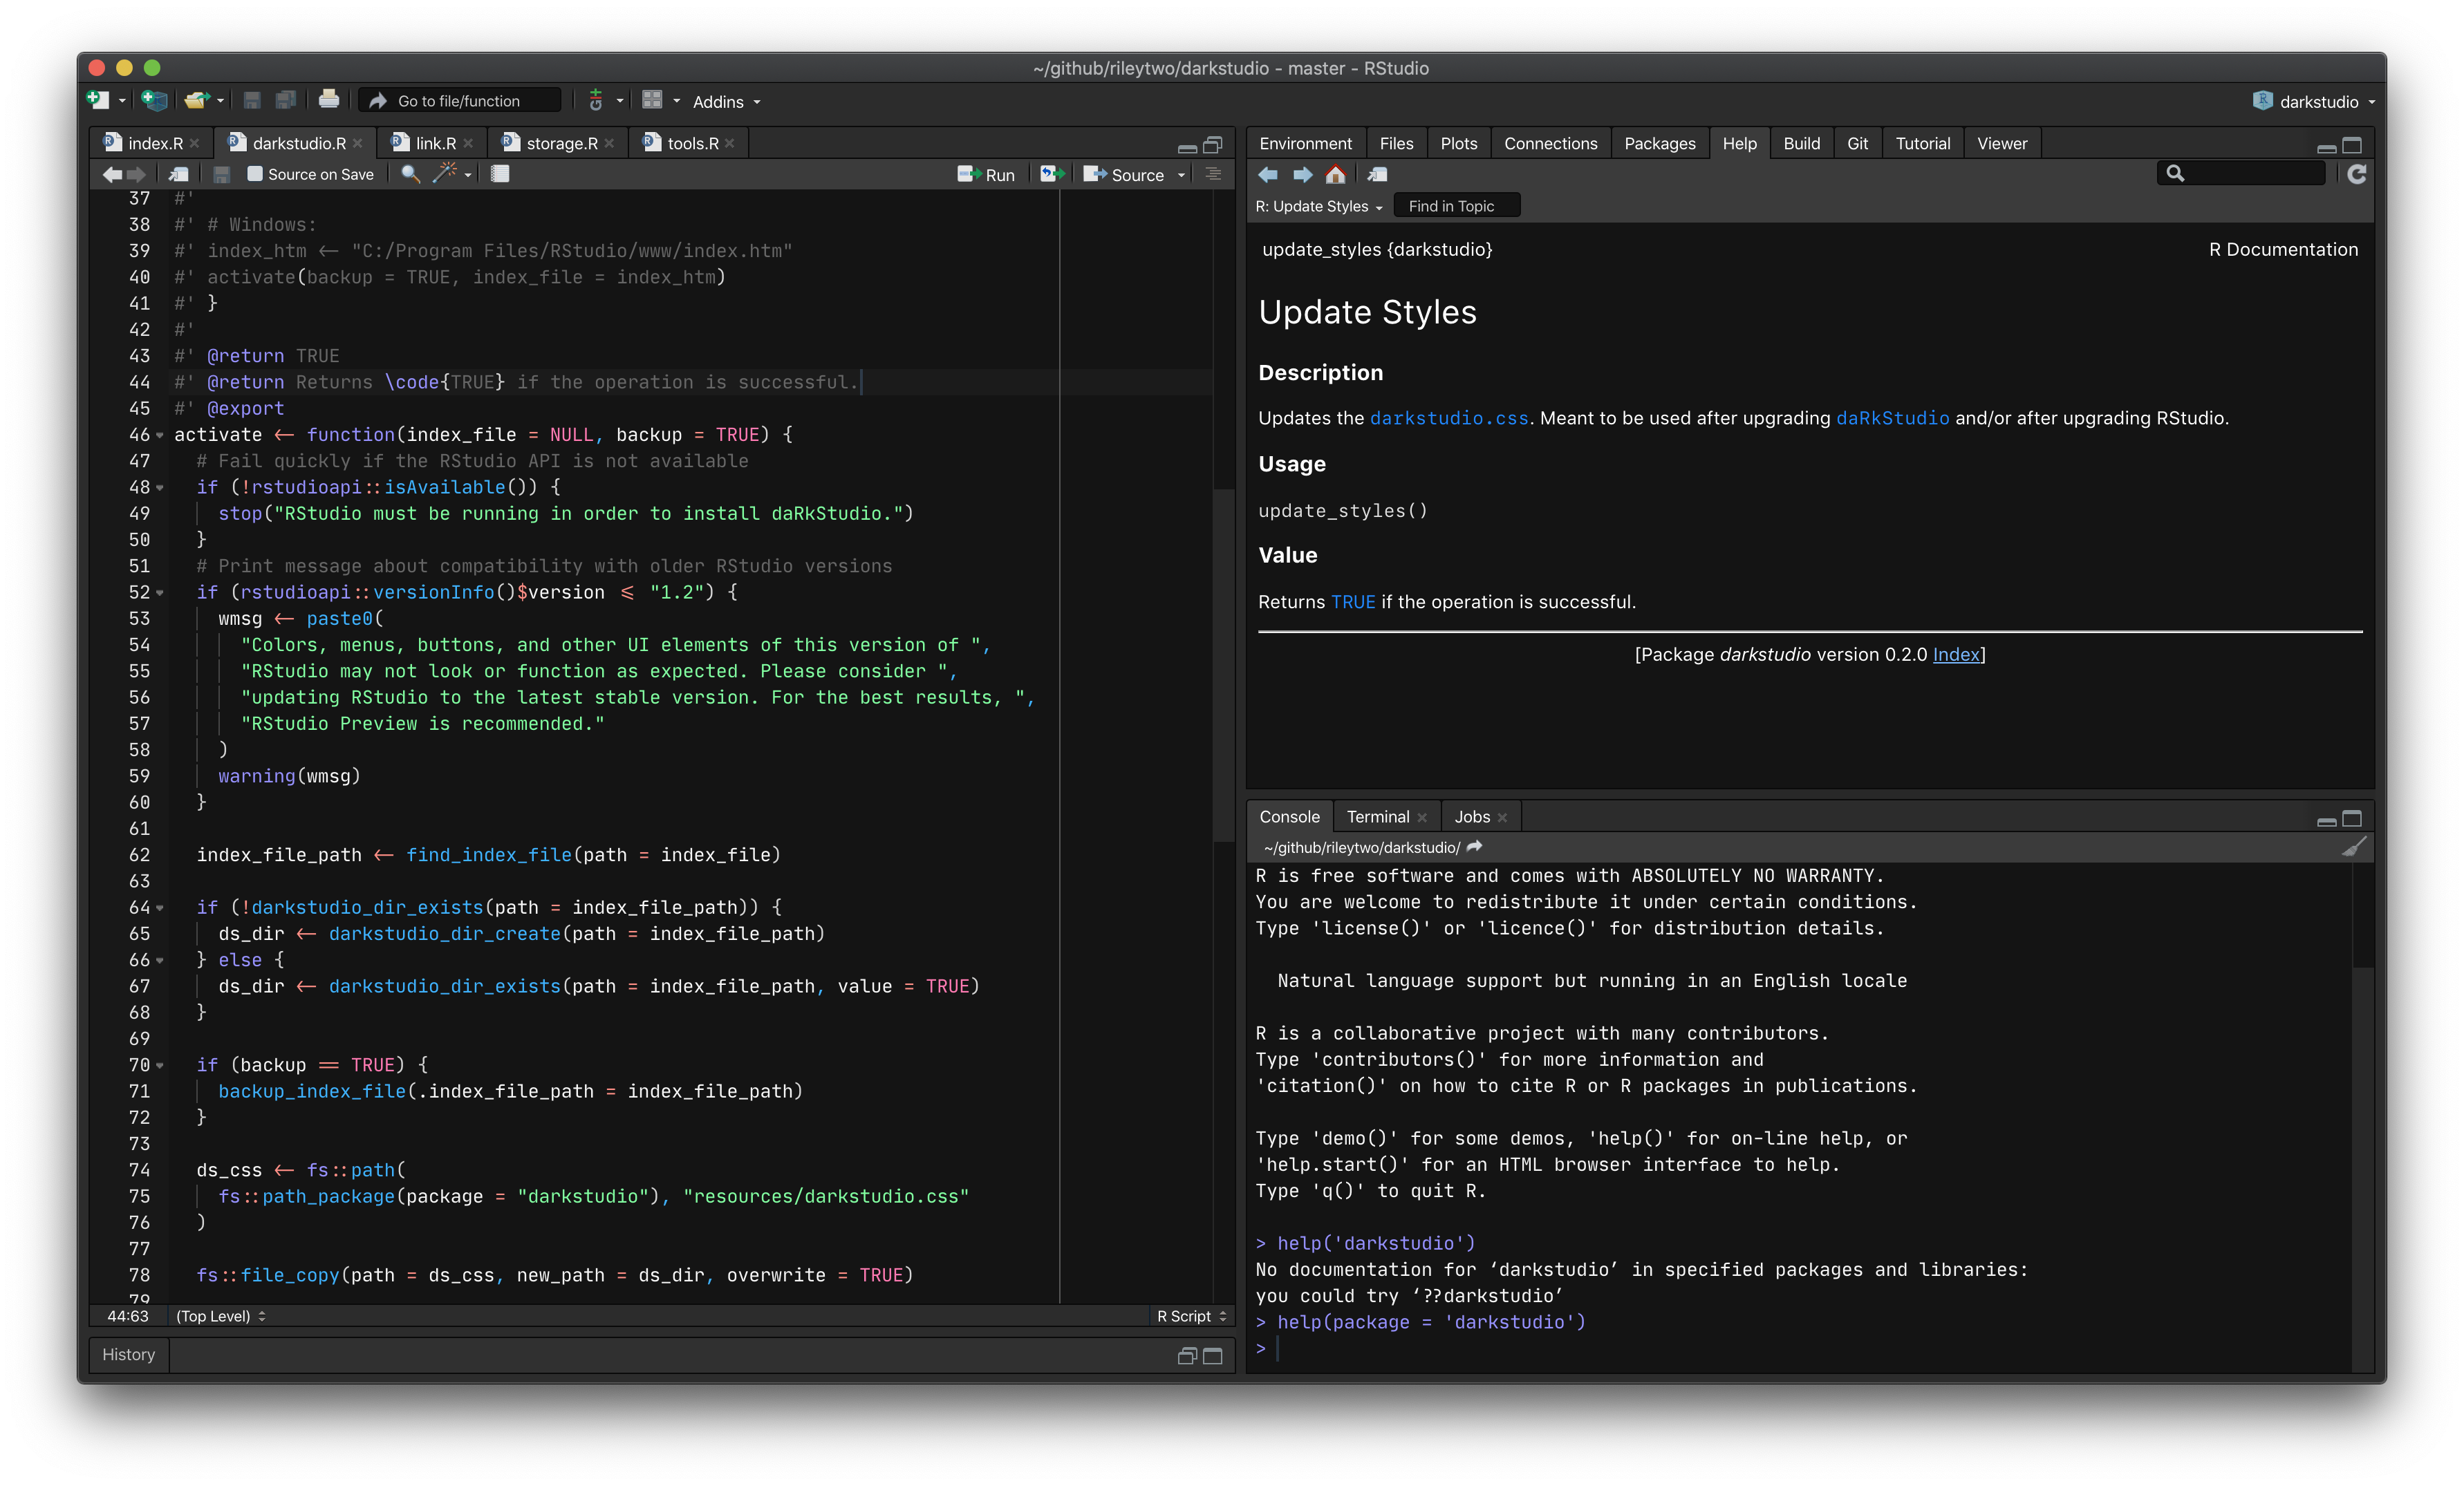 ~/github/rileytwo/darkstudio - master - RStudio
Go to file/function
Addins
darkstudio
index.R
darkstudio.R
link.R
storage.R
tools.R
Source on Save
Run
Source
37 #'
38 #' # Windows:
39 #' index_htm <- "C:/Program Files/RStudio/www/index.htm"
40 #' activate(backup = TRUE, index_file = index_htm)
41 #' }
42 #'
43 #' @return TRUE
44 #' @return Returns \code{TRUE} if the operation is successful.
45 #' @export
46 activate <- function(index_file = NULL, backup = TRUE) {
47   # Fail quickly if the RStudio API is not available
48   if (!rstudioapi::isAvailable()) {
49     stop("RStudio must be running in order to install daRkStudio.")
50   }
51   # Print message about compatibility with older RStudio versions
52   if (rstudioapi::versionInfo()$version <= "1.2") {
53     wmsg <- paste0(
54       "Colors, menus, buttons, and other UI elements of this version of ",
55       "RStudio may not look or function as expected. Please consider ",
56       "updating RStudio to the latest stable version. For the best results, ",
57       "RStudio Preview is recommended."
58     )
59     warning(wmsg)
60   }
61
62   index_file_path <- find_index_file(path = index_file)
63
64   if (!darkstudio_dir_exists(path = index_file_path)) {
65     ds_dir <- darkstudio_dir_create(path = index_file_path)
66   } else {
67     ds_dir <- darkstudio_dir_exists(path = index_file_path, value = TRUE)
68   }
69
70   if (backup == TRUE) {
71     backup_index_file(.index_file_path = index_file_path)
72   }
73
74   ds_css <- fs::path(
75     fs::path_package(package = "darkstudio"), "resources/darkstudio.css"
76   )
77
78   fs::file_copy(path = ds_css, new_path = ds_dir, overwrite = TRUE)
79
44:63 (Top Level)
R Script
History
Environment
Files
Plots
Connections
Packages
Help
Build
Git
Tutorial
Viewer
R: Update Styles
Find in Topic
update_styles {darkstudio}
R Documentation
Update Styles
Description
Updates the darkstudio.css. Meant to be used after upgrading daRkStudio and/or after upgrading RStudio.
Usage
update_styles()
Value
Returns TRUE if the operation is successful.
[Package darkstudio version 0.2.0 Index]
Console
Terminal
Jobs
~/github/rileytwo/darkstudio/
R is free software and comes with ABSOLUTELY NO WARRANTY.
You are welcome to redistribute it under certain conditions.
Type 'license()' or 'licence()' for distribution details.
Natural language support but running in an English locale
R is a collaborative project with many contributors.
Type 'contributors()' for more information and
'citation()' on how to cite R or R packages in publications.
Type 'demo()' for some demos, 'help()' for on-line help, or
'help.start()' for an HTML browser interface to help.
Type 'q()' to quit R.
> help('darkstudio')
No documentation for ‘darkstudio’ in specified packages and libraries:
you could try ‘??darkstudio’
> help(package = 'darkstudio')
>